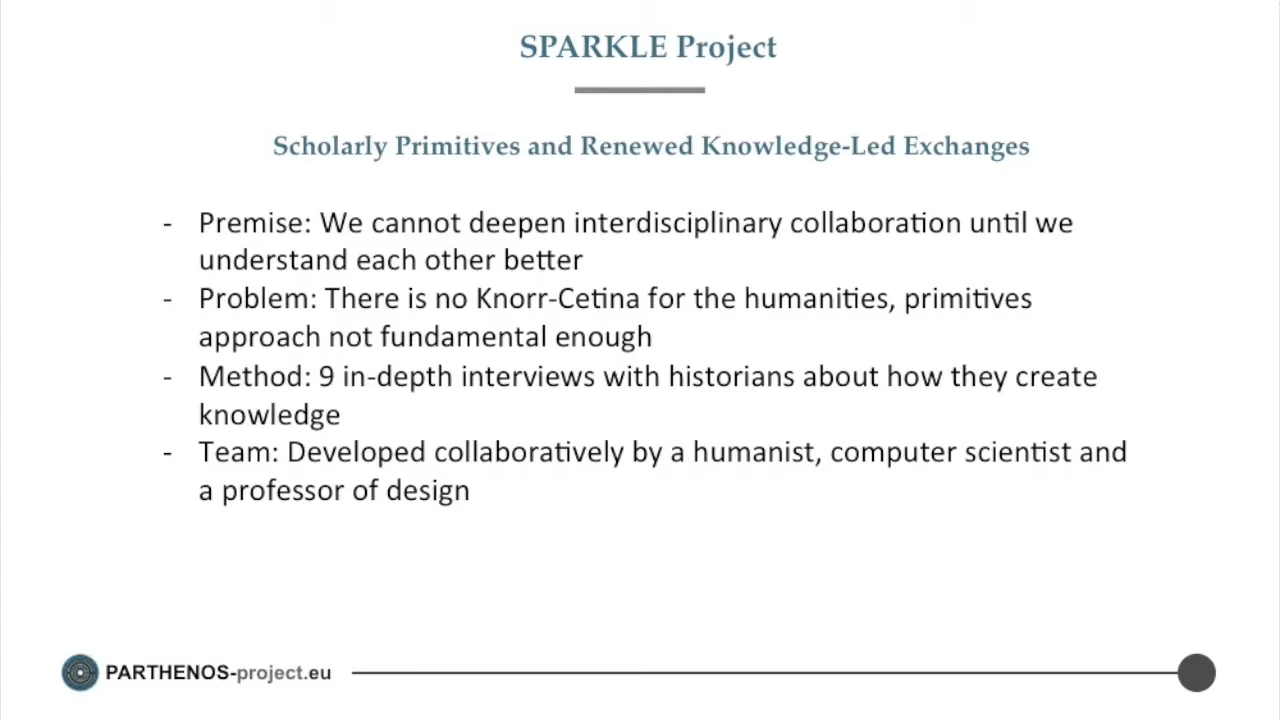 SPARKLE Project
Scholarly Primitives and Renewed Knowledge-Led Exchanges
- Premise: We cannot deepen interdisciplinary collaboration until we
understand each other better
- Problem: There is no Knorr-Cetina for the humanities, primitives
approach not fundamental enough
- Method: 9 in-depth interviews with historians about how they create
knowledge
- Team: Developed collaboratively by a humanist, computer scientist and
a professor of design
PARTHENOS-project.eu